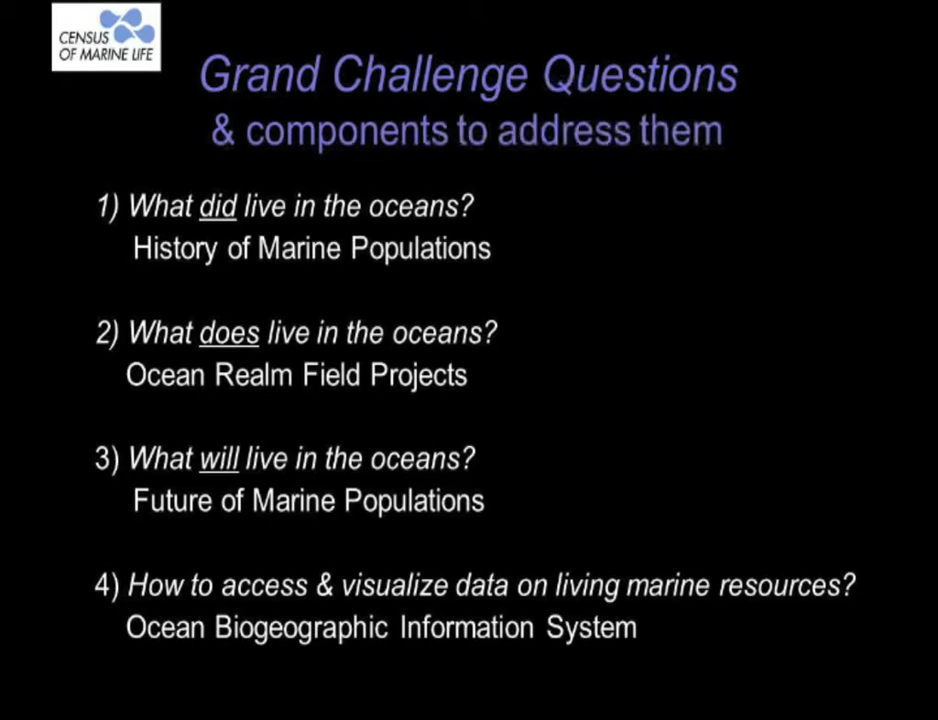 CENSUS
OF MARINE LIFE
Grand Challenge Questions
& components to address them
1) What did live in the oceans?
History of Marine Populations
2) What does live in the oceans?
Ocean Realm Field Projects
3) What will live in the oceans?
Future of Marine Populations
4) How to access & visualize data on living marine resources?
Ocean Biogeographic Information System